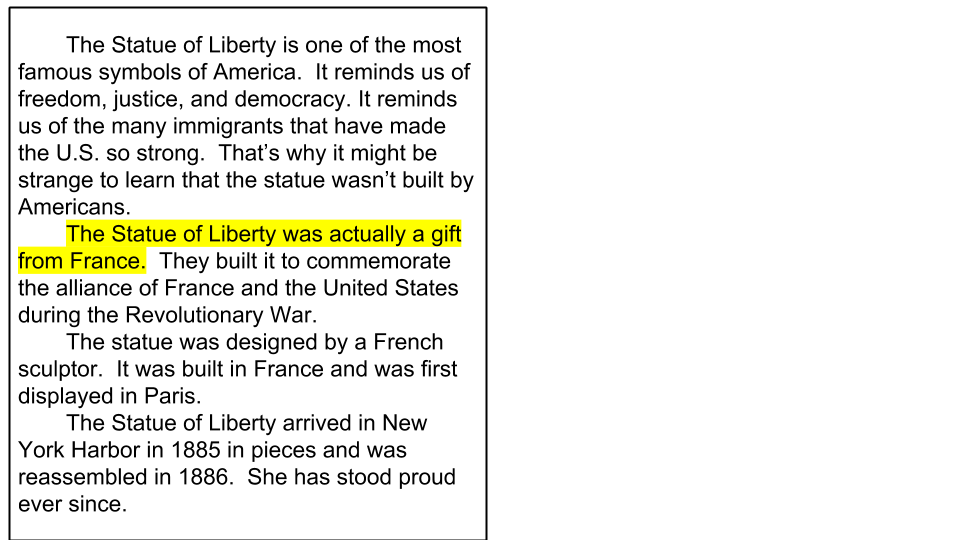 The Statue of Liberty is one of the most
famous symbols of America.  It reminds us of
freedom, justice, and democracy. It reminds
us of the many immigrants that have made
the U.S. so strong.  That’s why it might be
strange to learn that the statue wasn’t built by
Americans.
The Statue of Liberty was actually a gift
from France.  They built it to commemorate
the alliance of France and the United States
during the Revolutionary War.
The statue was designed by a French
sculptor.  It was built in France and was first
displayed in Paris.
The Statue of Liberty arrived in New
York Harbor in 1885 in pieces and was
reassembled in 1886.  She has stood proud
ever since.